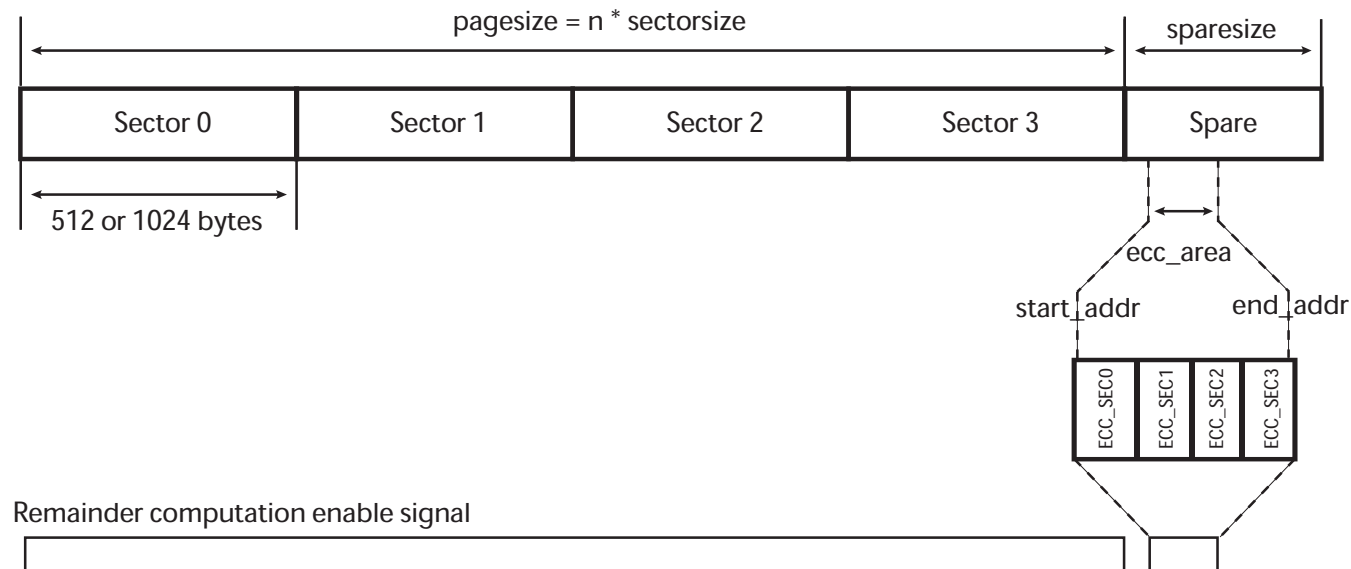 pagesize = n * sectorsize
sparesize
Sector 0 Sector 1 Sector 2 Sector 3 Spare
512 or 1024 bytes
ecc_area
start_addr end_addr
ECC_SEC0 ECC_SEC1 ECC_SEC2 ECC_SEC3
Remainder computation enable signal